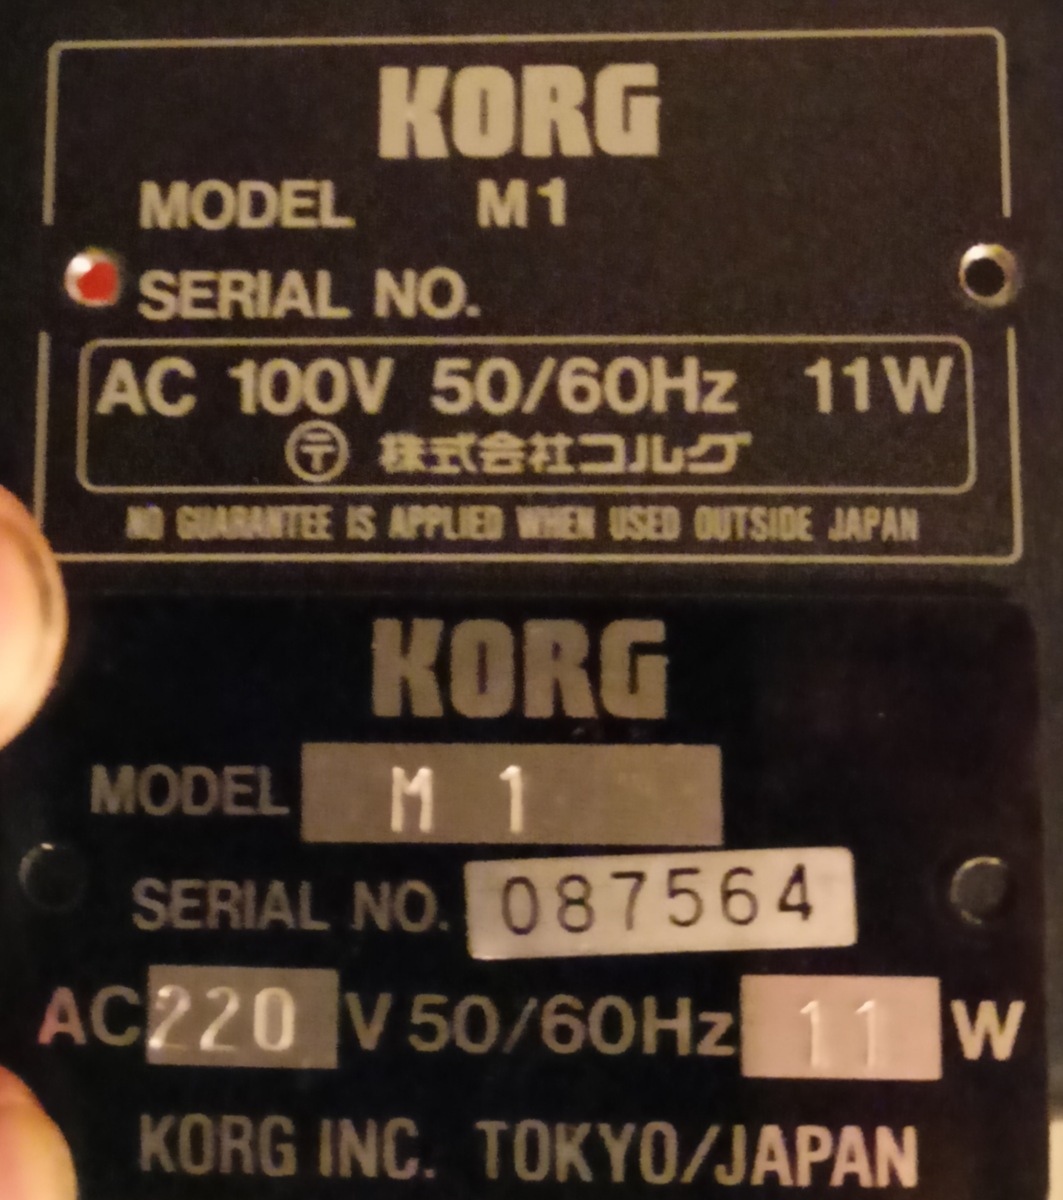 KORG
MODEL M1
SERIAL NO.
AC 100V 50/60Hz 11W
〒 株式会社コルグ
NO GUARANTEE IS APPLIED WHEN USED OUTSIDE JAPAN
KORG
MODEL M 1
SERIAL NO. 087564
AC 220 V 50/60Hz 11 W
KORG INC. TOKYO/JAPAN